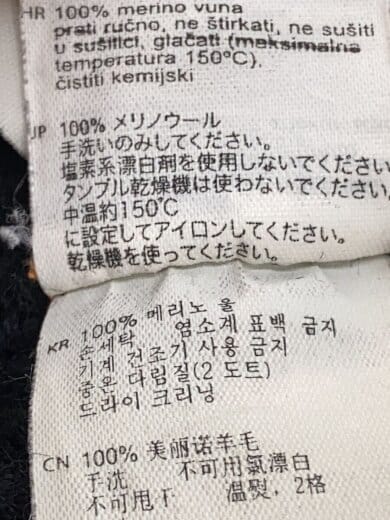 HR 100% merino vuna
prati ručno, ne štirkati, ne sušiti
u sušilici, glačati (maksimalna
temperatura 150°C),
čistiti kemijski
JP 100% メリノウール
手洗いのみしてください。
塩素系漂白剤を使用しないでください
タンブル乾燥機は使わないでください
中温約150℃
に設定してアイロンしてください。
乾燥機を使ってください。
KR 100% 메리노 울
손세탁 염소계 표백 금지
기계 건조기 사용 금지
중온 다림질(2 도트)
드라이 크리닝
CN 100% 美丽诺羊毛
手洗 不可用氯漂白
不可甩干 温熨，2格